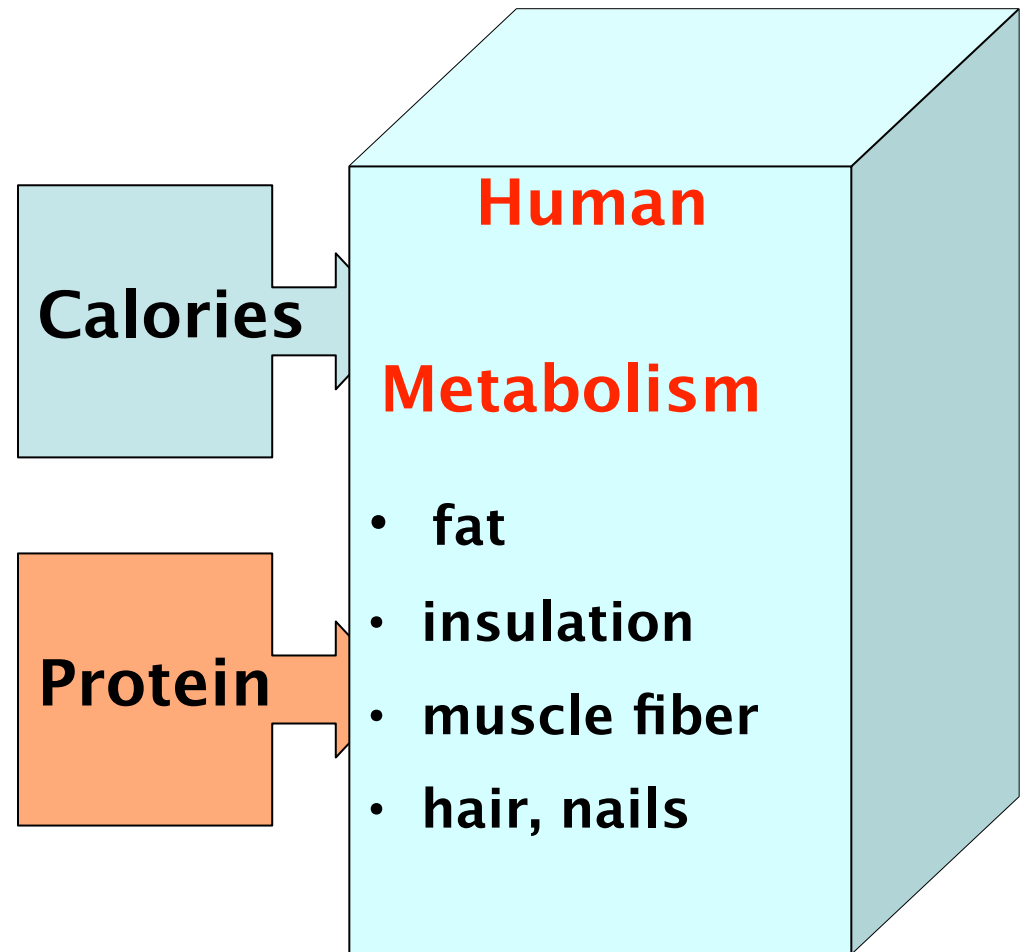 Human
Calories
Metabolism
• fat
• insulation
Protein
• muscle fiber
• hair, nails